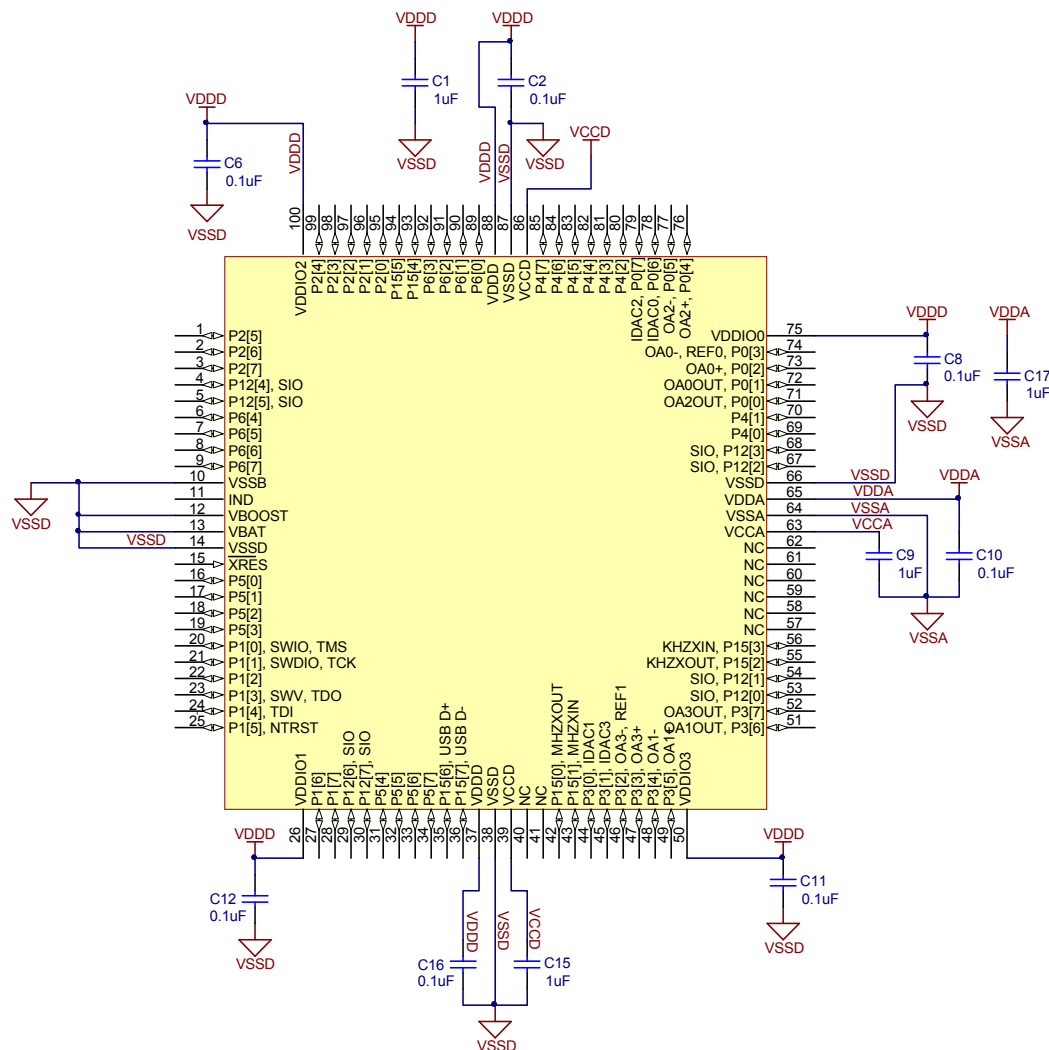 VDDD
VDDD
C1
1uF
C2
0.1uF
VDDD
VCCD
VSSD
VSSD
C6
0.1uF
VDDD
VDDD
VSSD
VSSD
100
99
98
97
96
95
94
93
92
91
90
89
88
87
86
85
84
83
82
81
80
79
78
77
76
VDDIO2
P2[4]
P2[3]
P2[2]
P2[1]
P2[0]
P15[5]
P15[4]
P6[3]
P6[2]
P6[1]
P6[0]
VDDD
VSSD
VCCD
P4[7]
P4[6]
P4[5]
P4[4]
P4[3]
P4[2]
IDAC2, P0[7]
IDAC0, P0[6]
OA2-, P0[5]
OA2+, P0[4]
1 P2[5]
2 P2[6]
3 P2[7]
4 P12[4], SIO
5 P12[5], SIO
6 P6[4]
7 P6[5]
8 P6[6]
9 P6[7]
10 VSSB
11 IND
12 VBOOST
13 VBAT
14 VSSD
15 XRES
16 P5[0]
17 P5[1]
18 P5[2]
19 P5[3]
20 P1[0], SWIO, TMS
21 P1[1], SWDIO, TCK
22 P1[2]
23 P1[3], SWV, TDO
24 P1[4], TDI
25 P1[5], NTRST
VSSD
VSSD
VDDIO0 75
OA0-, REF0, P0[3] 74
OA0+, P0[2] 73
OA0OUT, P0[1] 72
OA2OUT, P0[0] 71
P4[1] 70
P4[0] 69
SIO, P12[3] 68
SIO, P12[2] 67
VSSD 66
VDDA 65
VSSA 64
VCCA 63
NC 62
NC 61
NC 60
NC 59
NC 58
NC 57
KHZXIN, P15[3] 56
KHZXOUT, P15[2] 55
SIO, P12[1] 54
SIO, P12[0] 53
OA3OUT, P3[7] 52
OA1OUT, P3[6] 51
VDDD
C8
0.1uF
VSSD
VDDA
C17
1uF
VSSA
VSSD
VDDA
VDDA
VSSA
VCCA
C9
1uF
C10
0.1uF
VSSA
VDDIO1
P1[6]
P1[7]
P12[6], SIO
P12[7], SIO
P5[4]
P5[5]
P5[6]
P5[7]
P15[6], USB D+
P15[7], USB D-
VDDD
VSSD
VCCD
NC
NC
P15[0], MHZXOUT
P15[1], MHZXIN
P3[0], IDAC1
P3[1], IDAC3
P3[2], OA3-, REF1
P3[3], OA3+
P3[4], OA1-
P3[5], OA1+
VDDIO3
26
27
28
29
30
31
32
33
34
35
36
37
38
39
40
41
42
43
44
45
46
47
48
49
50
VDDD
C12
0.1uF
VSSD
VDDD
VSSD
VCCD
C16
0.1uF
C15
1uF
VSSD
VDDD
C11
0.1uF
VSSD